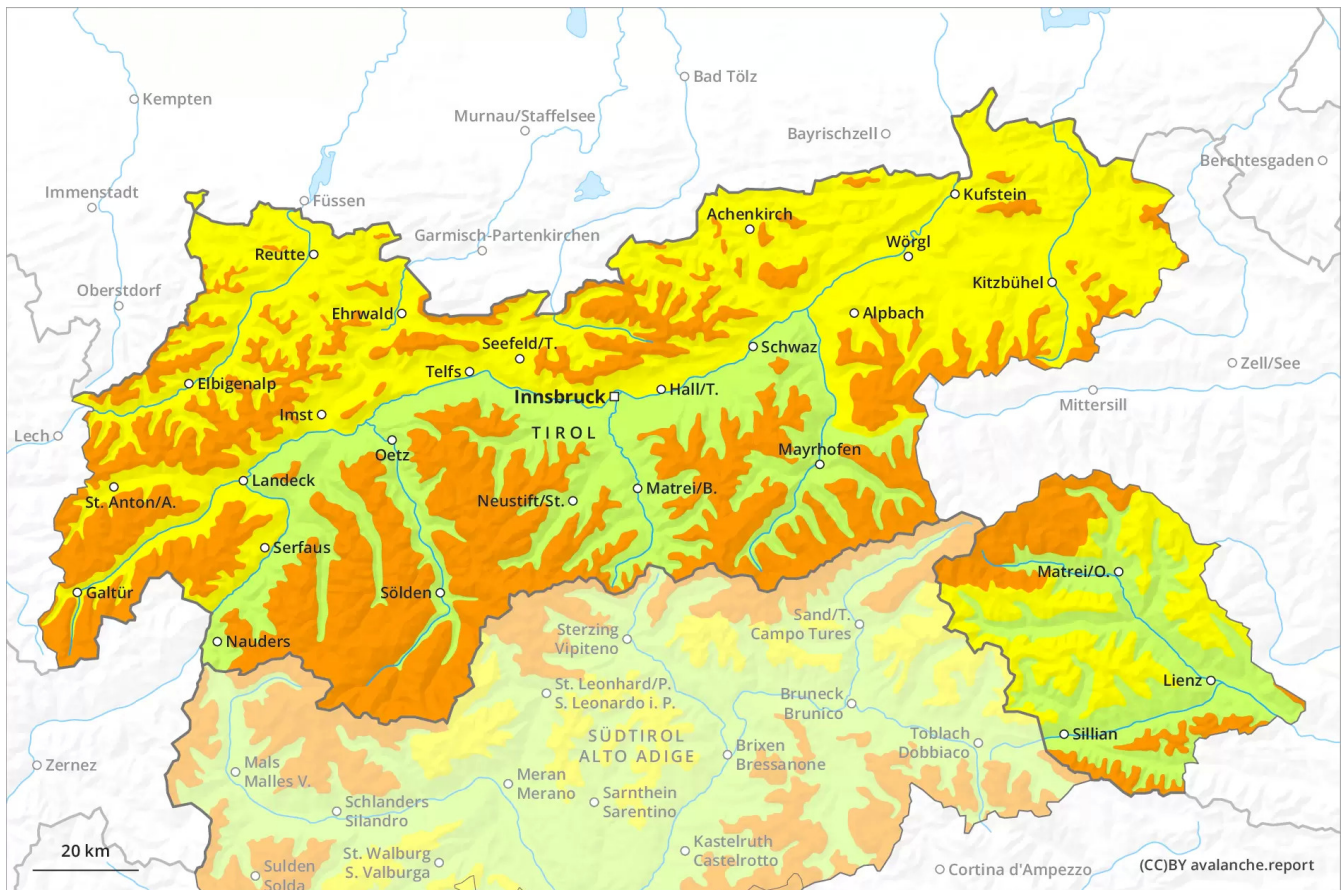 Bad Tölz
Kempten
Murnau/Staffelsee
Bayrischzell
Berchtesgaden
Immenstadt
Füssen
Kufstein
Achenkirch
Garmisch-Partenkirchen
Wörgl
Reutte
Oberstdorf
Kitzbühel
Ehrwald
Alpbach
Seefeld/T.
Schwaz
Zell/See
Telfs
Elbigenalp
Hall/T.
Innsbruck
Mittersill
Imst
TIROL
Lech
Mayrhofen
Oetz
Landeck
St. Anton/A.
Neustift/St.
Matrei/B.
Serfaus
Matrei/O.
Galtür
Sölden
Sand/T.
Campo Tures
Sterzing
Vipiteno
Nauders
Lienz
St. Leonhard/P.
S. Leonardo i. P.
Bruneck
Brunico
SÜDTIROL
ALTO ADIGE
Toblach
Dobbiaco
Sillian
Brixen
Bressanone
Zernez
Mals
Malles V.
Meran
Merano
Sarnthein
Sarentino
Schlanders
Silandro
20 km
St. Walburg
S. Valburga
Kastelruth
Castelrotto
Sulden
Solda
Cortina d'Ampezzo
(CC)BY avalanche.report